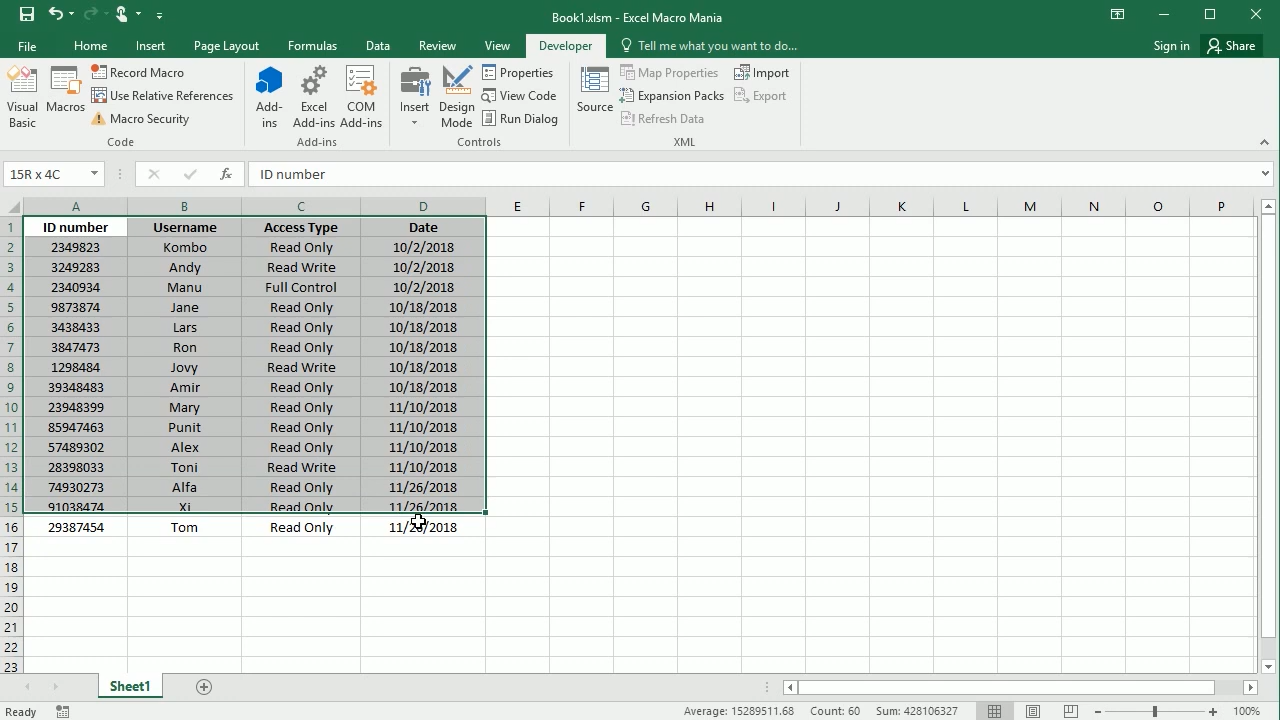 Book1.xlsm - Excel Macro Mania
File Home Insert Page Layout Formulas Data Review View Developer Tell me what you want to do... Sign in Share
Visual Basic
Macros
Record Macro
Use Relative References
Macro Security
Code
Add-ins
Excel Add-ins
COM Add-ins
Add-ins
Insert
Design Mode
Properties
View Code
Run Dialog
Controls
Source
Map Properties
Expansion Packs
Refresh Data
Import
Export
XML
15R x 4C fx ID number
A B C D E F G H I J K L M N O P
1 ID number Username Access Type Date
2 2349823 Kombo Read Only 10/2/2018
3 3249283 Andy Read Write 10/2/2018
4 2340934 Manu Full Control 10/2/2018
5 9873874 Jane Read Only 10/18/2018
6 3438433 Lars Read Only 10/18/2018
7 3847473 Ron Read Only 10/18/2018
8 1298484 Jovy Read Write 10/18/2018
9 39348483 Amir Read Only 10/18/2018
10 23948399 Mary Read Only 11/10/2018
11 85947463 Punit Read Only 11/10/2018
12 57489302 Alex Read Only 11/10/2018
13 28398033 Toni Read Write 11/10/2018
14 74930273 Alfa Read Only 11/26/2018
15 91038474 Xi Read Only 11/26/2018
16 29387454 Tom Read Only 11/26/2018
17
18
19
20
21
22
23
Sheet1
Ready Average: 15289511.68 Count: 60 Sum: 428106327 100%